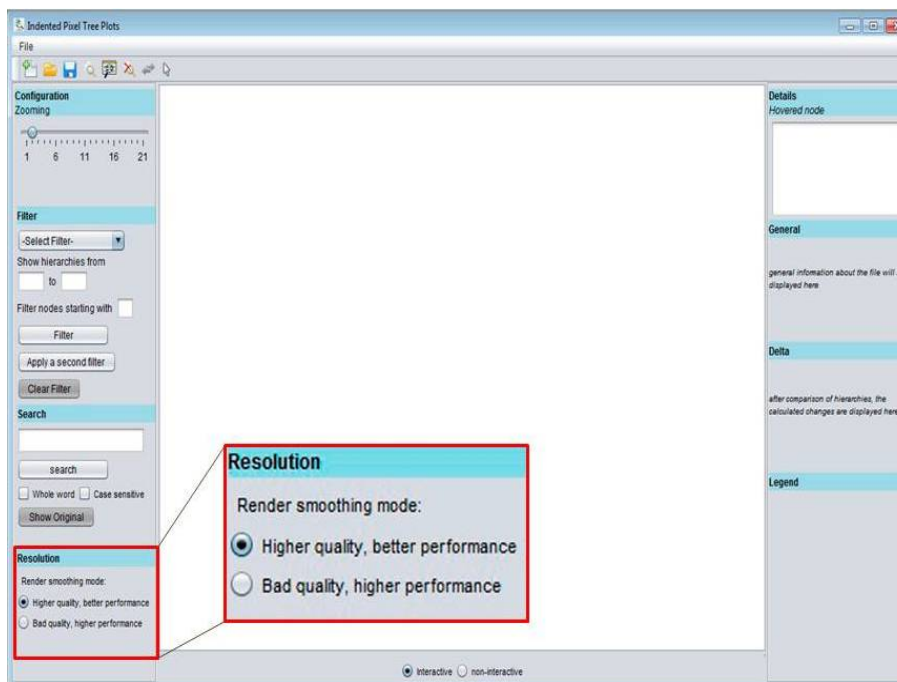 Indented Pixel Tree Plots
File
Configuration
Zooming
1 6 11 16 21
Filter
-Select Filter-
Show hierarchies from
to
Filter nodes starting with
Filter
Apply a second filter
Clear Filter
Search
search
Whole word Case sensitive
Show Original
Resolution
Render smoothing mode:
Higher quality, better performance
Bad quality, higher performance
Resolution
Render smoothing mode:
Higher quality, better performance
Bad quality, higher performance
Interactive non-interactive
Details
Hovered node
General
general infomation about the file will
displayed here
Delta
after comparison of hierarchies, the
calculated changes are displayed here
Legend